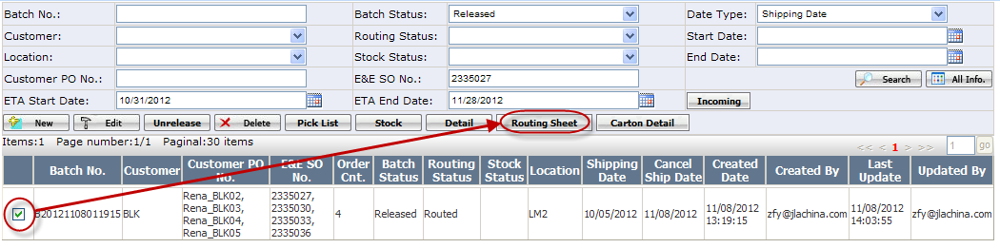 Batch No.: Batch Status: Released Date Type: Shipping Date
Customer: Routing Status: Start Date:
Location: Stock Status: End Date:
Customer PO No.: E&E SO No.: 2335027 Search All Info.
ETA Start Date: 10/31/2012 ETA End Date: 11/28/2012 Incoming
New Edit Unrelease Delete Pick List Stock Detail Routing Sheet Carton Detail
Items:1 Page number:1/1 Paginal:30 items << < 1 > >> 1 go
Batch No. Customer Customer PO No. E&E SO No. Order Cnt. Batch Status Routing Status Stock Status Location Shipping Date Cancel Ship Date Created Date Created By Last Update Updated By
B20121108011915 BLK Rena_BLK02, Rena_BLK03, Rena_BLK04, Rena_BLK05 2335027, 2335030, 2335033, 2335036 4 Released Routed LM2 10/05/2012 11/08/2012 11/08/2012 13:19:15 zfy@jlachina.com 11/08/2012 14:03:55 zfy@jlachina.com